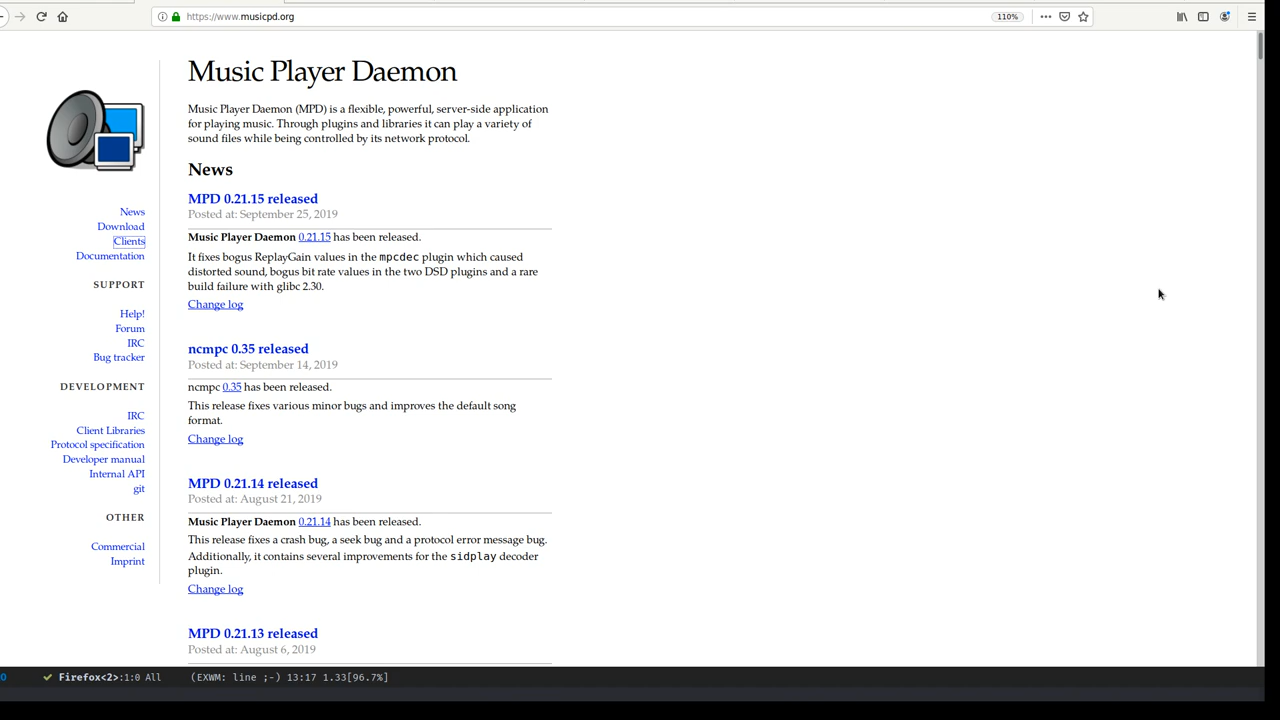 https://www.musicpd.org
110%
Music Player Daemon
Music Player Daemon (MPD) is a flexible, powerful, server-side application
for playing music. Through plugins and libraries it can play a variety of
sound files while being controlled by its network protocol.
News
Download
Clients
Documentation
SUPPORT
Help!
Forum
IRC
Bug tracker
DEVELOPMENT
IRC
Client Libraries
Protocol specification
Developer manual
Internal API
git
OTHER
Commercial
Imprint
News
MPD 0.21.15 released
Posted at: September 25, 2019
Music Player Daemon 0.21.15 has been released.
It fixes bogus ReplayGain values in the mpcdec plugin which caused
distorted sound, bogus bit rate values in the two DSD plugins and a rare
build failure with glibc 2.30.
Change log
ncmpc 0.35 released
Posted at: September 14, 2019
ncmpc 0.35 has been released.
This release fixes various minor bugs and improves the default song
format.
Change log
MPD 0.21.14 released
Posted at: August 21, 2019
Music Player Daemon 0.21.14 has been released.
This release fixes a crash bug, a seek bug and a protocol error message bug.
Additionally, it contains several improvements for the sidplay decoder
plugin.
Change log
MPD 0.21.13 released
Posted at: August 6, 2019
Firefox<2>:1:0 All (EXWM: line ;-) 13:17 1.33[96.7%]